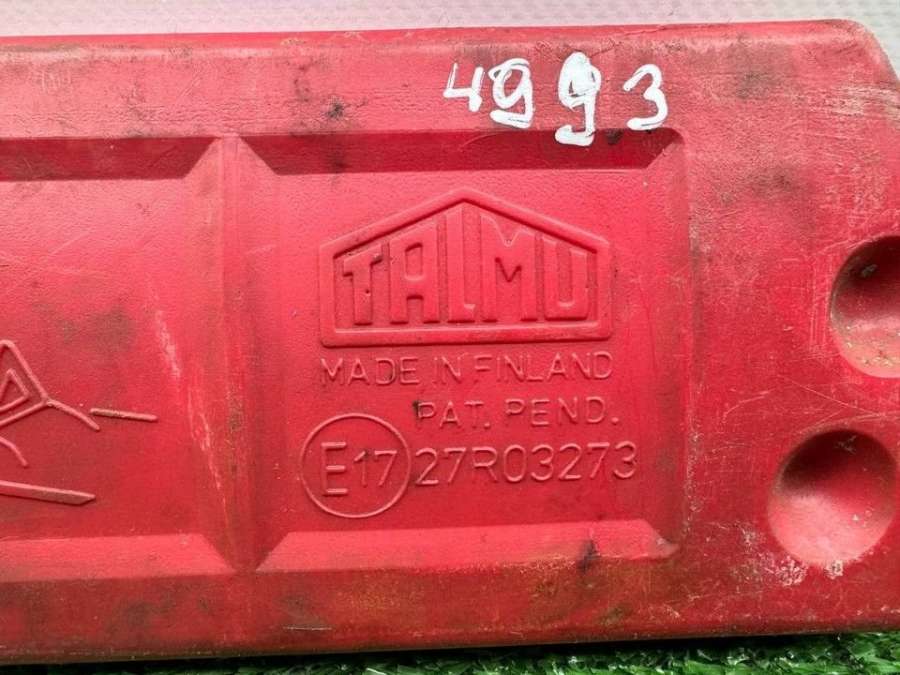 4993
TALMU
MADE IN FINLAND
PAT. PEND.
E17 27R03273